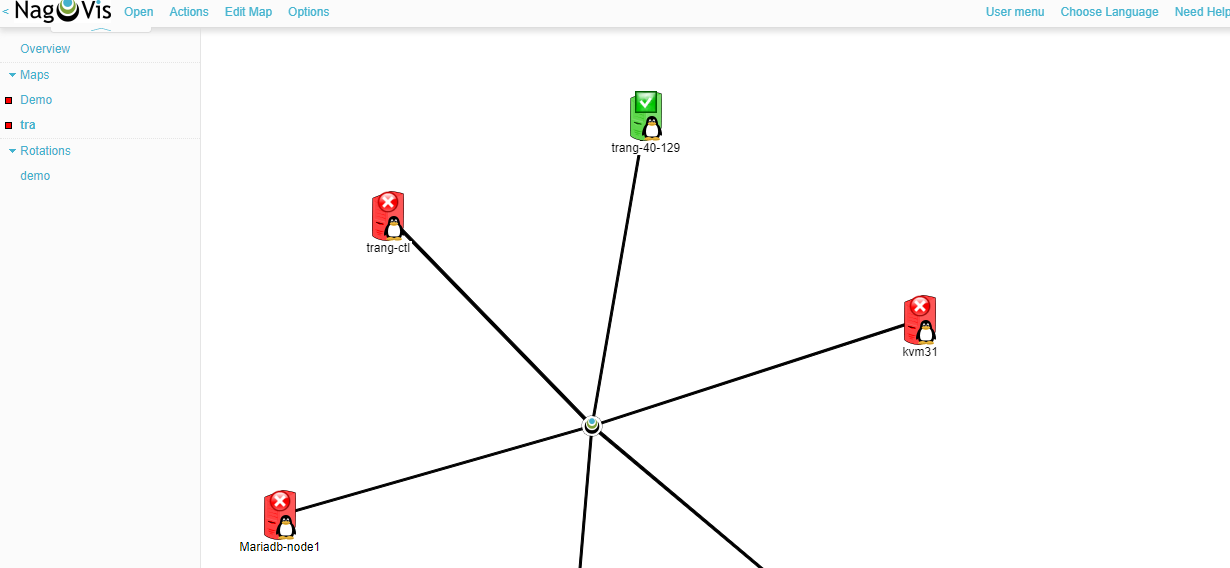 < NagVis Open Actions Edit Map Options User menu Choose Language Need Help
Overview
Maps
Demo
tra
Rotations
demo
trang-40-129
trang-ctl
kvm31
Mariadb-node1